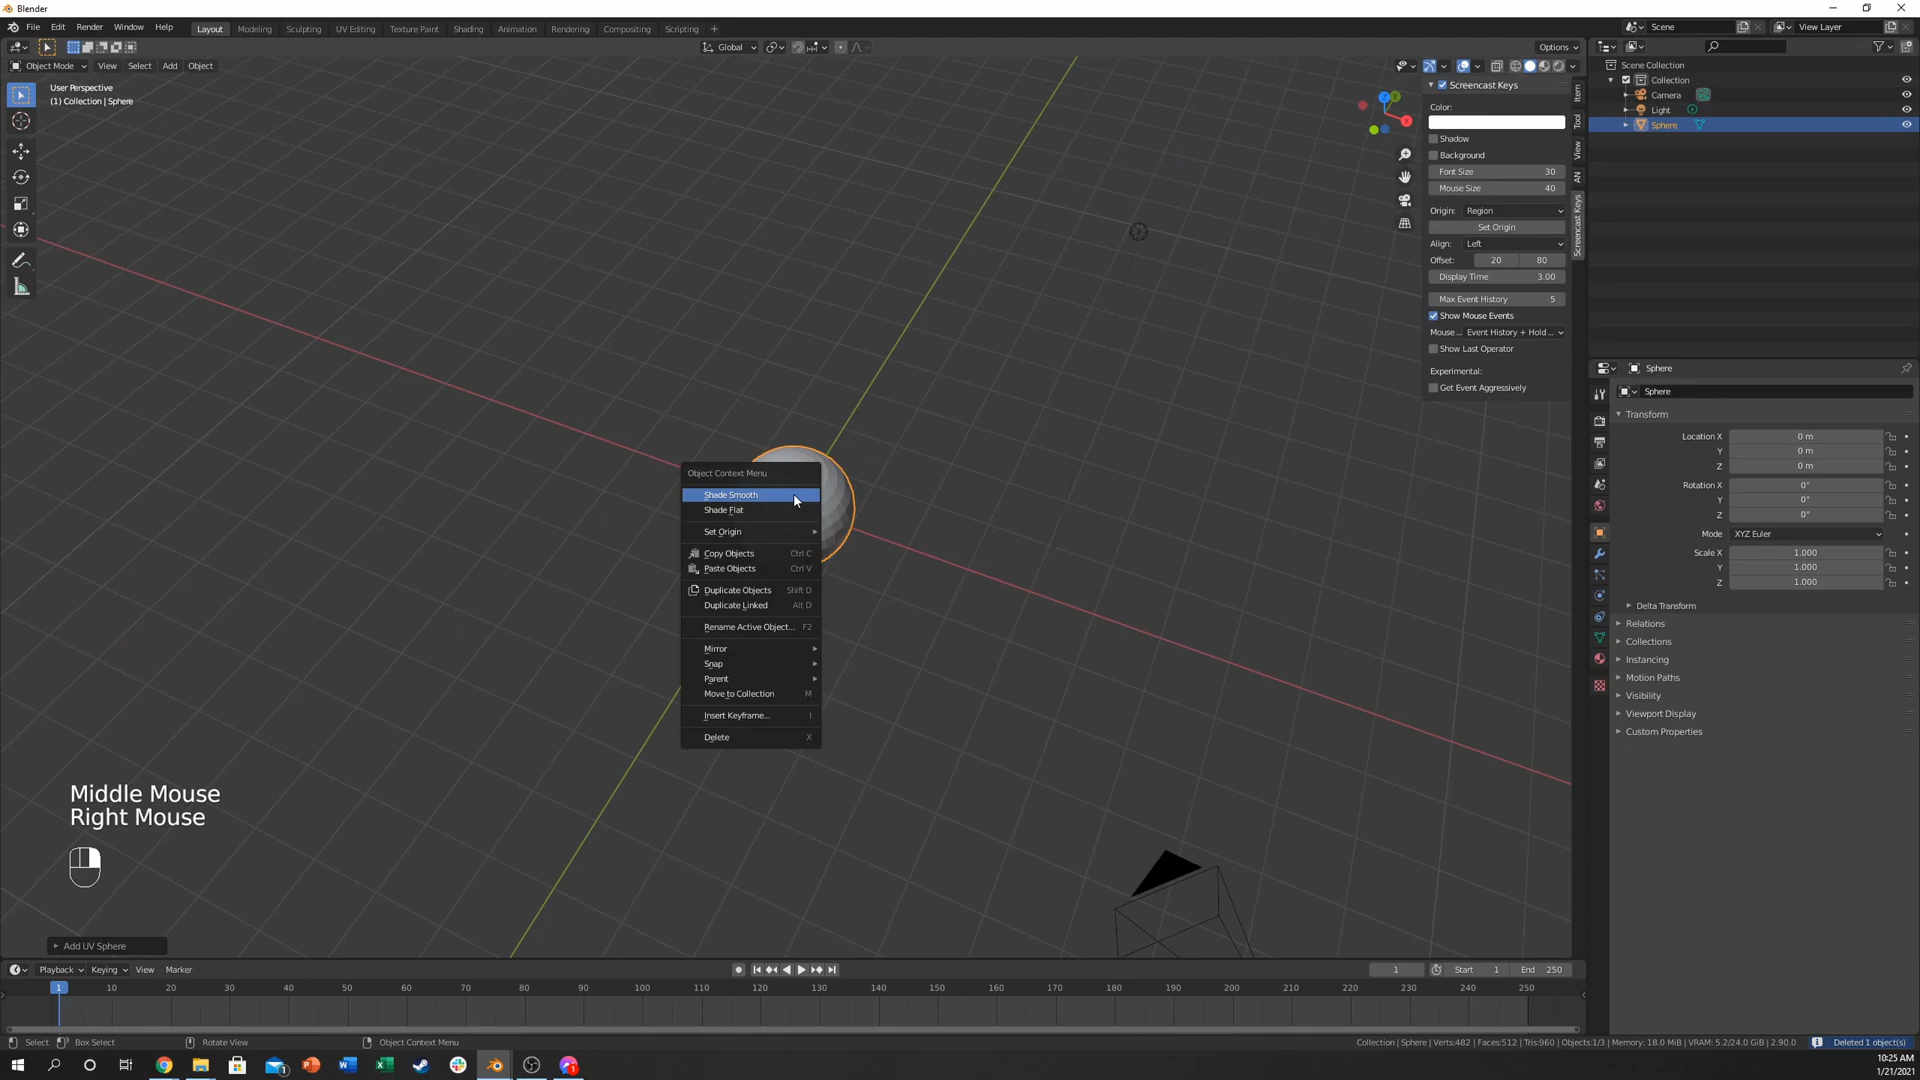 Blender
File Edit Render Window Help
Layout Modeling Sculpting UV Editing Texture Paint Shading Animation Rendering Compositing Scripting +
Scene View Layer
Global Options
Object Mode View Select Add Object
User Perspective
(1) Collection | Sphere
Screencast Keys
Color:
Shadow
Background
Font Size 30
Mouse Size 40
Origin: Region
Set Origin
Align: Left
Offset: 20 80
Display Time 3.00
Max Event History 5
Show Mouse Events
Mouse ... Event History + Hold ...
Show Last Operator
Experimental:
Get Event Aggressively
Item
Tool
View
AN
Screencast Keys
Scene Collection
Collection
Camera
Light
Sphere
Sphere
Sphere
Transform
Location X 0 m
Y 0 m
Z 0 m
Rotation X 0°
Y 0°
Z 0°
Mode XYZ Euler
Scale X 1.000
Y 1.000
Z 1.000
Delta Transform
Relations
Collections
Instancing
Motion Paths
Visibility
Viewport Display
Custom Properties
Object Context Menu
Shade Smooth
Shade Flat
Set Origin
Copy Objects Ctrl C
Paste Objects Ctrl V
Duplicate Objects Shift D
Duplicate Linked Alt D
Rename Active Object... F2
Mirror
Snap
Parent
Move to Collection M
Insert Keyframe... I
Delete X
Middle Mouse
Right Mouse
Add UV Sphere
Playback Keying View Marker
1 Start 1 End 250
1 10 20 30 40 50 60 70 80 90 100 110 120 130 140 150 160 170 180 190 200 210 220 230 240 250
Select Box Select Rotate View Object Context Menu
Collection | Sphere | Verts:482 | Faces:512 | Tris:960 | Objects:1/3 | Memory: 18.0 MiB | VRAM: 5.2/24.0 GiB | 2.90.0 Deleted 1 object(s)
10:25 AM
1/21/2021